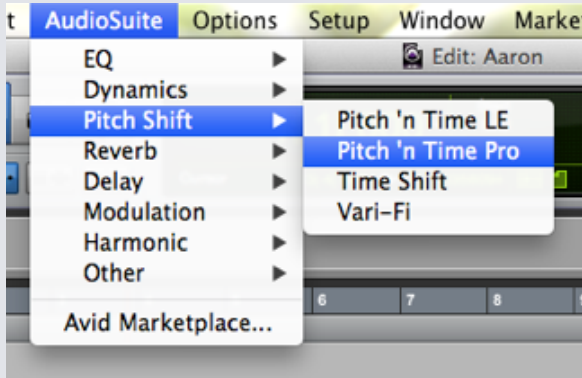 t AudioSuite Options Setup Window Marke
Edit: Aaron
EQ
Dynamics
Pitch Shift
Reverb
Delay
Modulation
Harmonic
Other
Avid Marketplace...
Pitch 'n Time LE
Pitch 'n Time Pro
Time Shift
Vari-Fi
6 7 8